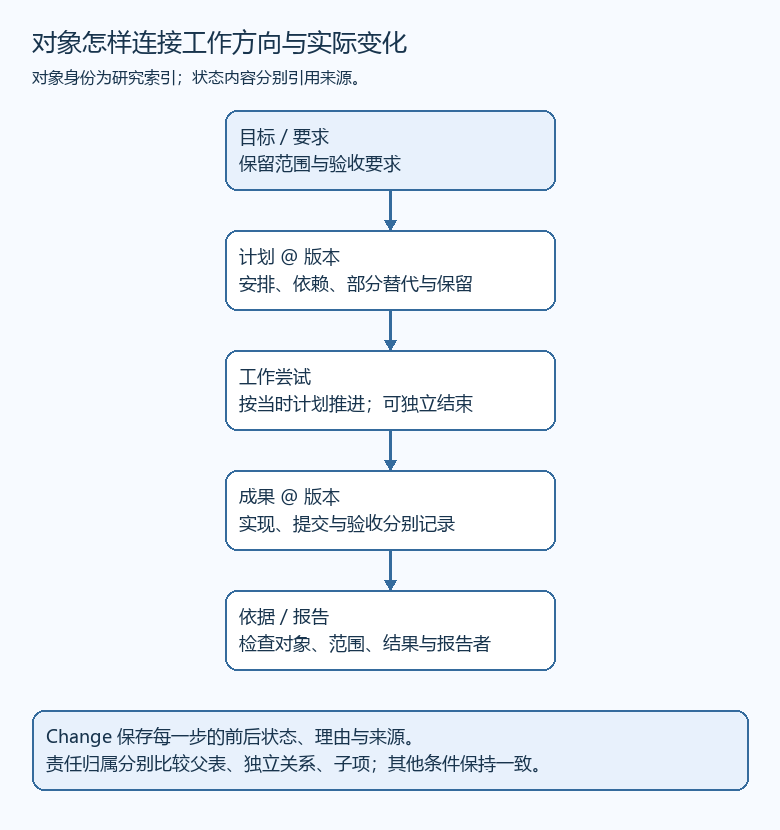 对象怎样连接工作方向与实际变化
对象身份为研究索引；状态内容分别引用来源。
目标 / 要求
保留范围与验收要求
计划 @ 版本
安排、依赖、部分替代与保留
工作尝试
按当时计划推进；可独立结束
成果 @ 版本
实现、提交与验收分别记录
依据 / 报告
检查对象、范围、结果与报告者
Change 保存每一步的前后状态、理由与来源。
责任归属分别比较父表、独立关系、子项；其他条件保持一致。